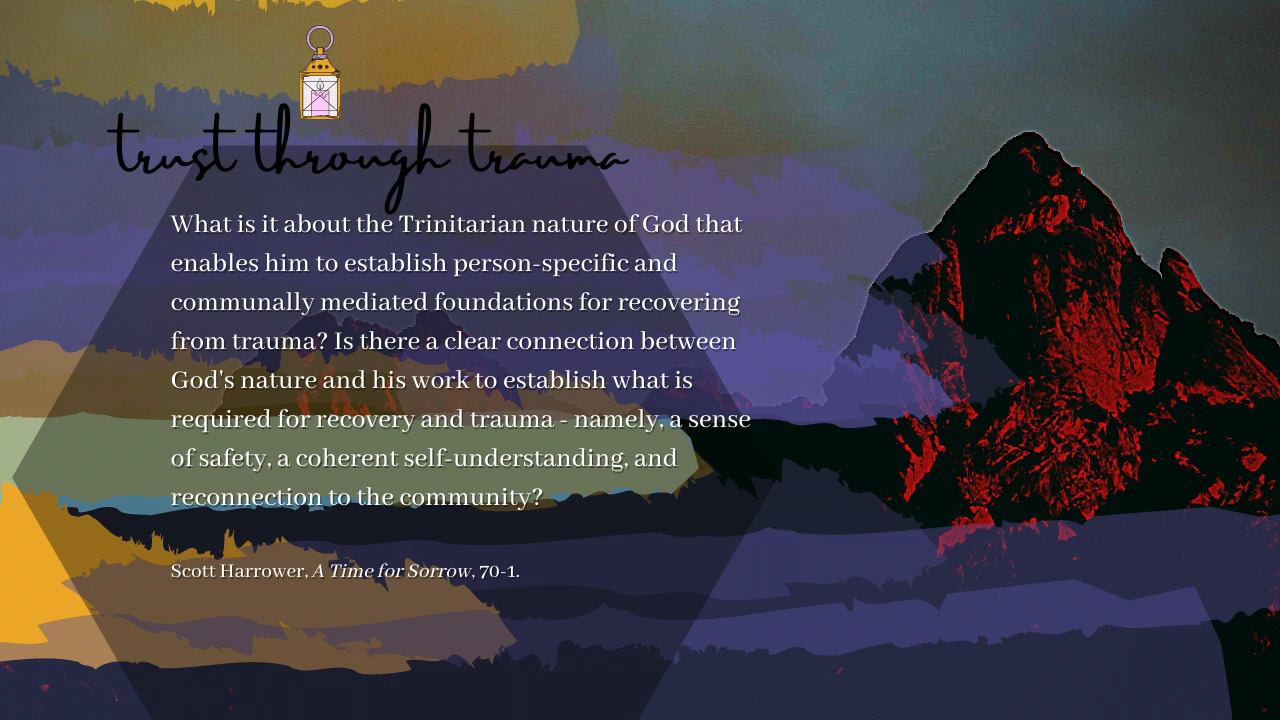 trust through trauma
What is it about the Trinitarian nature of God that
enables him to establish person-specific and
communally mediated foundations for recovering
from trauma? Is there a clear connection between
God's nature and his work to establish what is
required for recovery and trauma - namely, a sense
of safety, a coherent self-understanding, and
reconnection to the community?
Scott Harrower, A Time for Sorrow, 70-1.